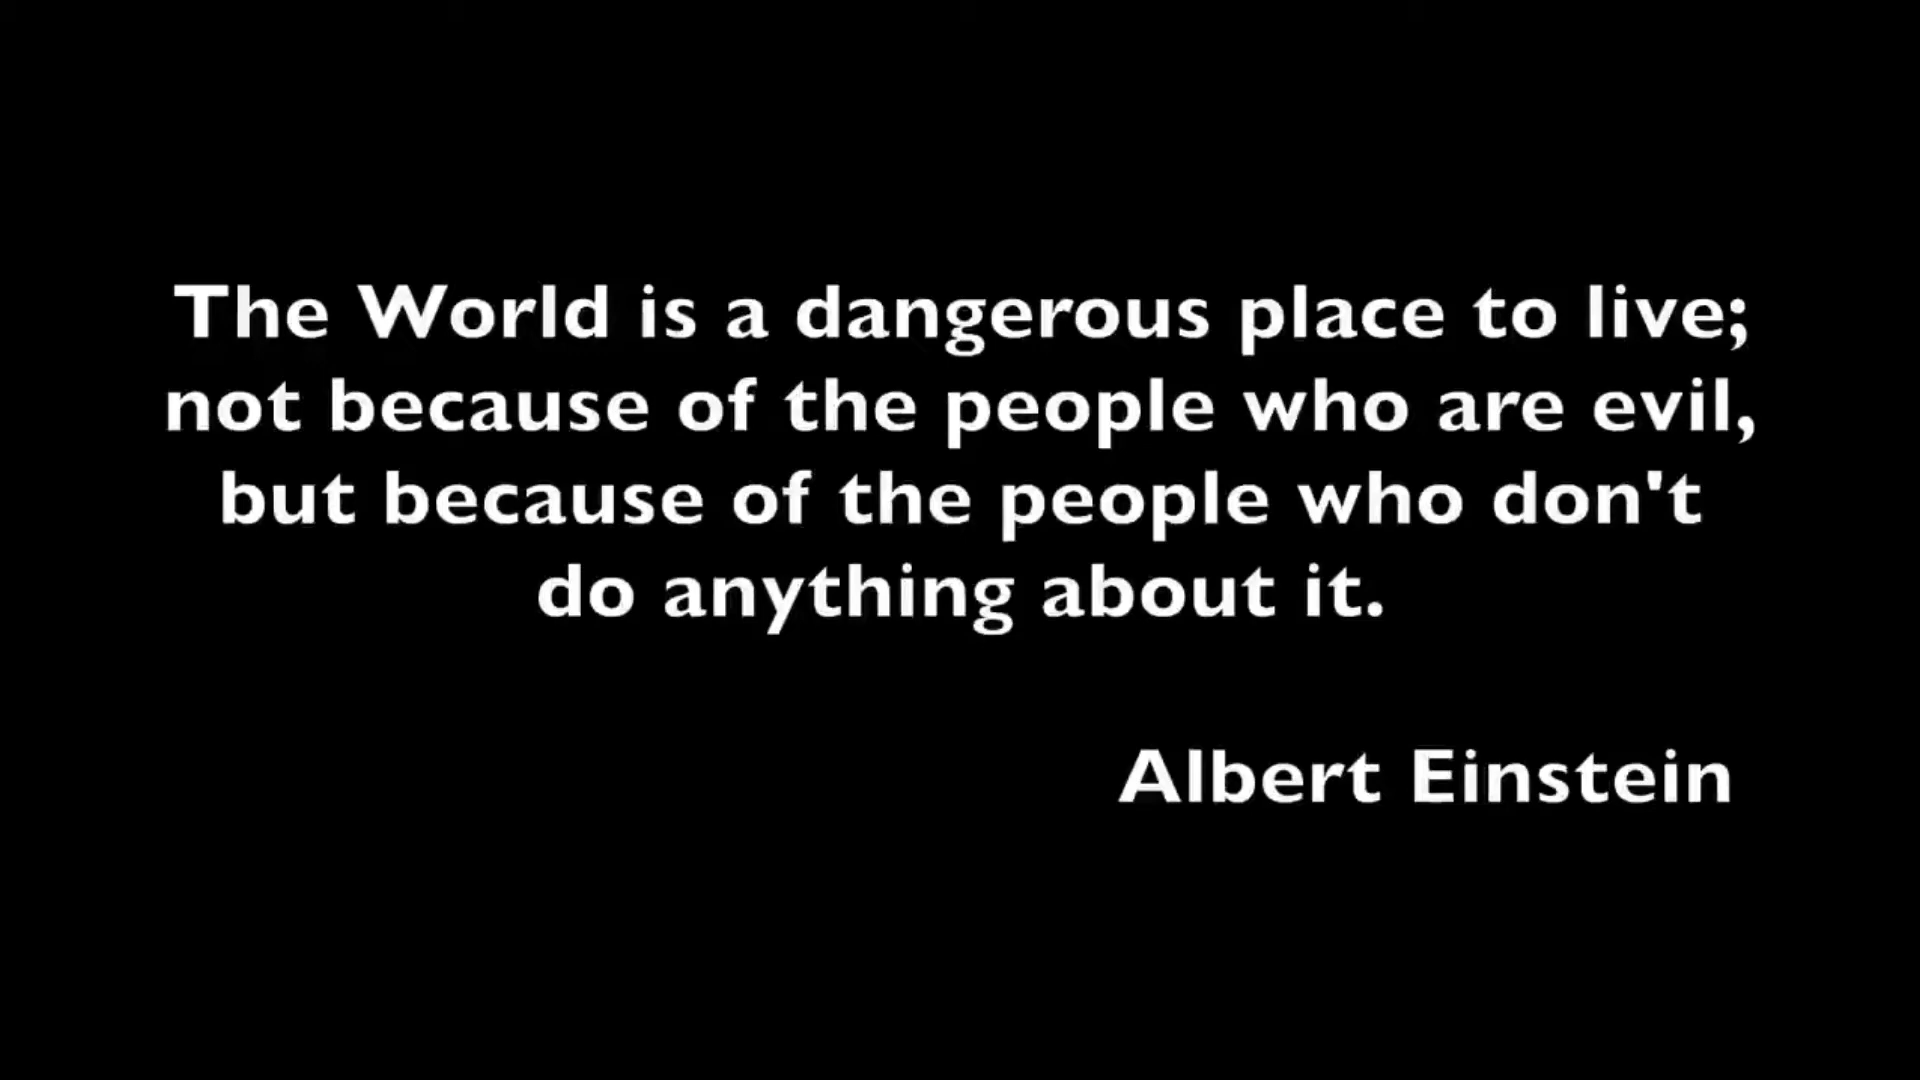 The World is a dangerous place to live;
not because of the people who are evil,
but because of the people who don't
do anything about it.
Albert Einstein